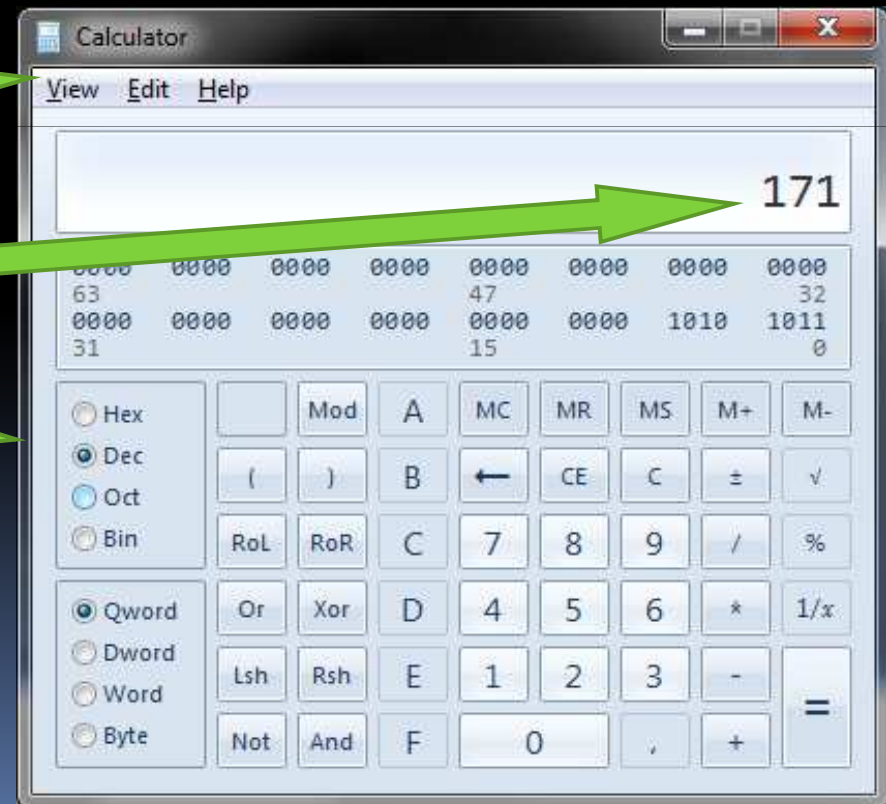 Calculator
View Edit Help
171
0000 0000 0000 0000 0000 0000 0000
63 47 32
0000 0000 0000 0000 0000 0000 1010 1011
31 15 0
Hex Mod A MC MR MS M+ M-
Dec ( ) B ← CE C ± √
Oct
Bin RoL RoR C 7 8 9 / %
Qword Or Xor D 4 5 6 * 1/x
Dword Lsh Rsh E 1 2 3 - =
Word
Byte Not And F 0 , +